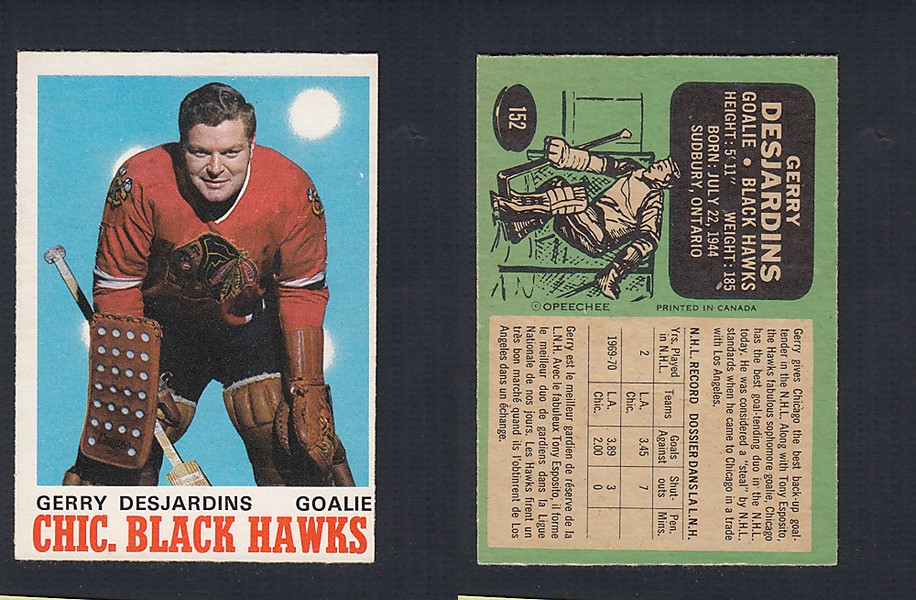 GERRY DESJARDINS GOALIE
CHIC. BLACK HAWKS
152
GERRY
DESJARDINS
GOALIE • BLACK HAWKS
HEIGHT: 5'11" WEIGHT: 185
BORN: JULY 22, 1944
SUDBURY, ONTARIO
© OPEECHEE PRINTED IN CANADA
Gerry gives Chicago the best back-up goal-
tender in the N.H.L. Along with Tony Esposito,
the Hawks fabulous sophomore goalie, Chicago
has the best goal-tending duo in the N.H.L.
today. He was considered a "steal" by N.H.L.
standards when he came to Chicago in a trade
with Los Angeles.
N.H.L. RECORD DOSSIER DANS LA L.N.H.
Yrs. Played in N.H.L. Teams Goals Against Shut-outs Pen. Mins.
2 L.A. 3.45 7
Chic.
1969-70 L.A. 3.89 3
Chic. 2.00 0
Gerry est le meilleur gardien de réserve de la
L.N.H. Avec le fabuleux Tony Esposito, il forme
le meilleur duo de gardiens dans la Ligue
Nationale de nos jours. Les Hawks firent un
très bon marché quand ils l'obtinrent de Los
Angeles dans un échange.